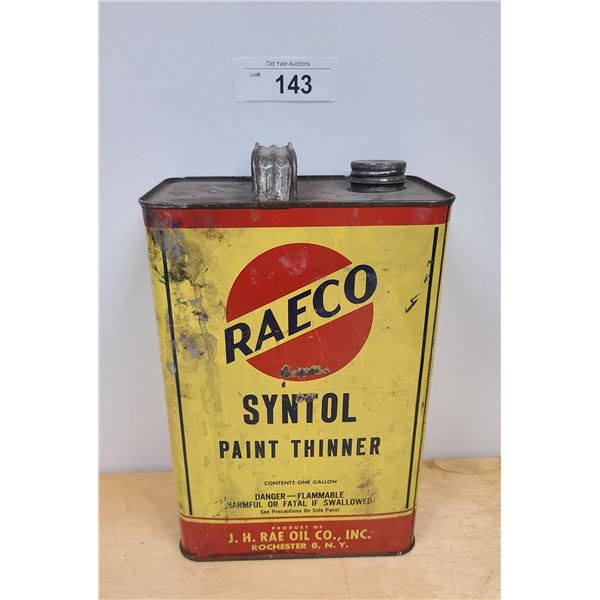 Old Yale Auctions
Lot#: 143
RAECO
SYNTOL
PAINT THINNER
CONTENTS ONE GALLON
DANGER—FLAMMABLE
HARMFUL OR FATAL IF SWALLOWED
See Precautions On Side Panel
PRODUCT OF
J. H. RAE OIL CO., INC.
ROCHESTER 8, N. Y.